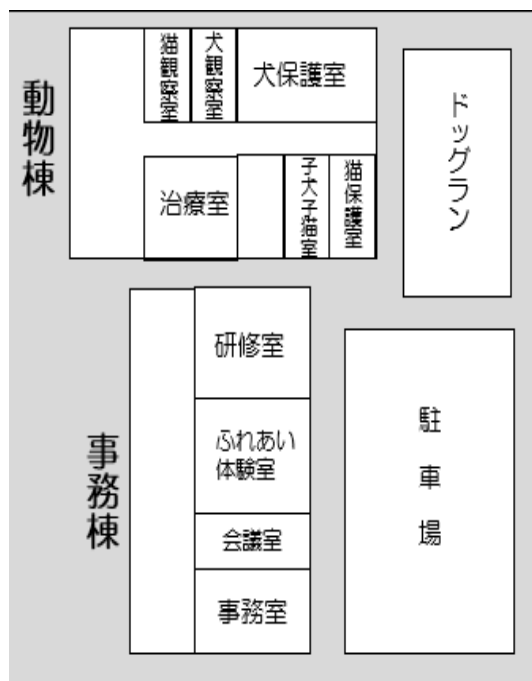 動物棟
猫観察室
犬観察室
犬保護室
ドッグラン
治療室
子犬子猫室
猫保護室
事務棟
研修室
ふれあい
体験室
会議室
事務室
駐車場